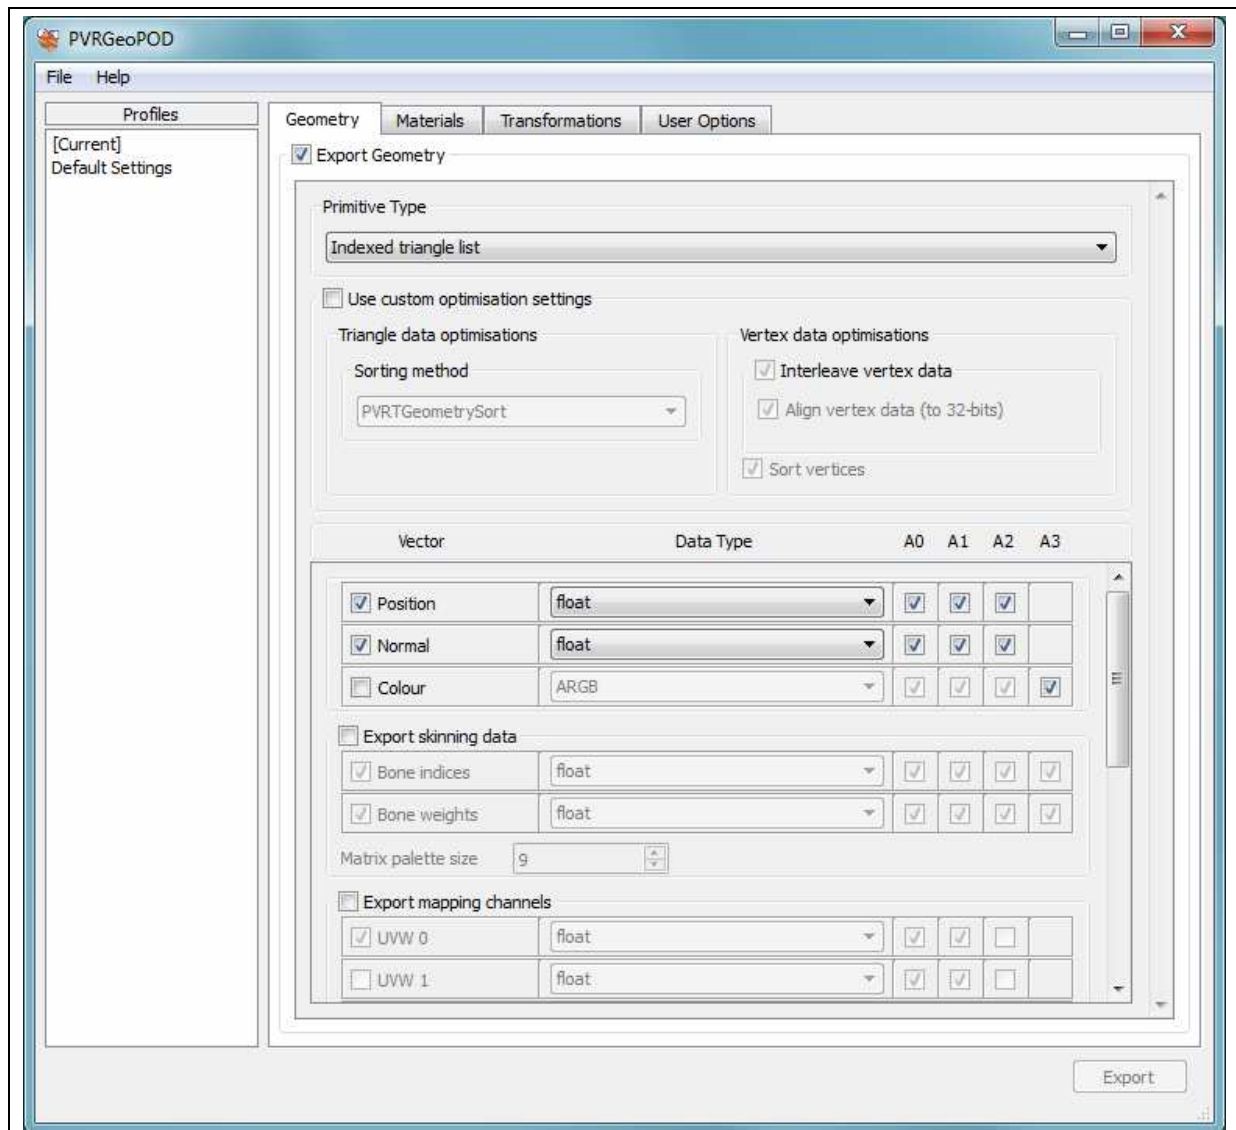 PVRGeoPOD
File Help
Profiles
[Current]
Default Settings
Geometry Materials Transformations User Options
Export Geometry
Primitive Type
Indexed triangle list
Use custom optimisation settings
Triangle data optimisations
Sorting method
PVRTGeometrySort
Vertex data optimisations
Interleave vertex data
Align vertex data (to 32-bits)
Sort vertices
Vector Data Type A0 A1 A2 A3
Position float
Normal float
Colour ARGB
Export skinning data
Bone indices float
Bone weights float
Matrix palette size 9
Export mapping channels
UVW 0 float
UVW 1 float
Export